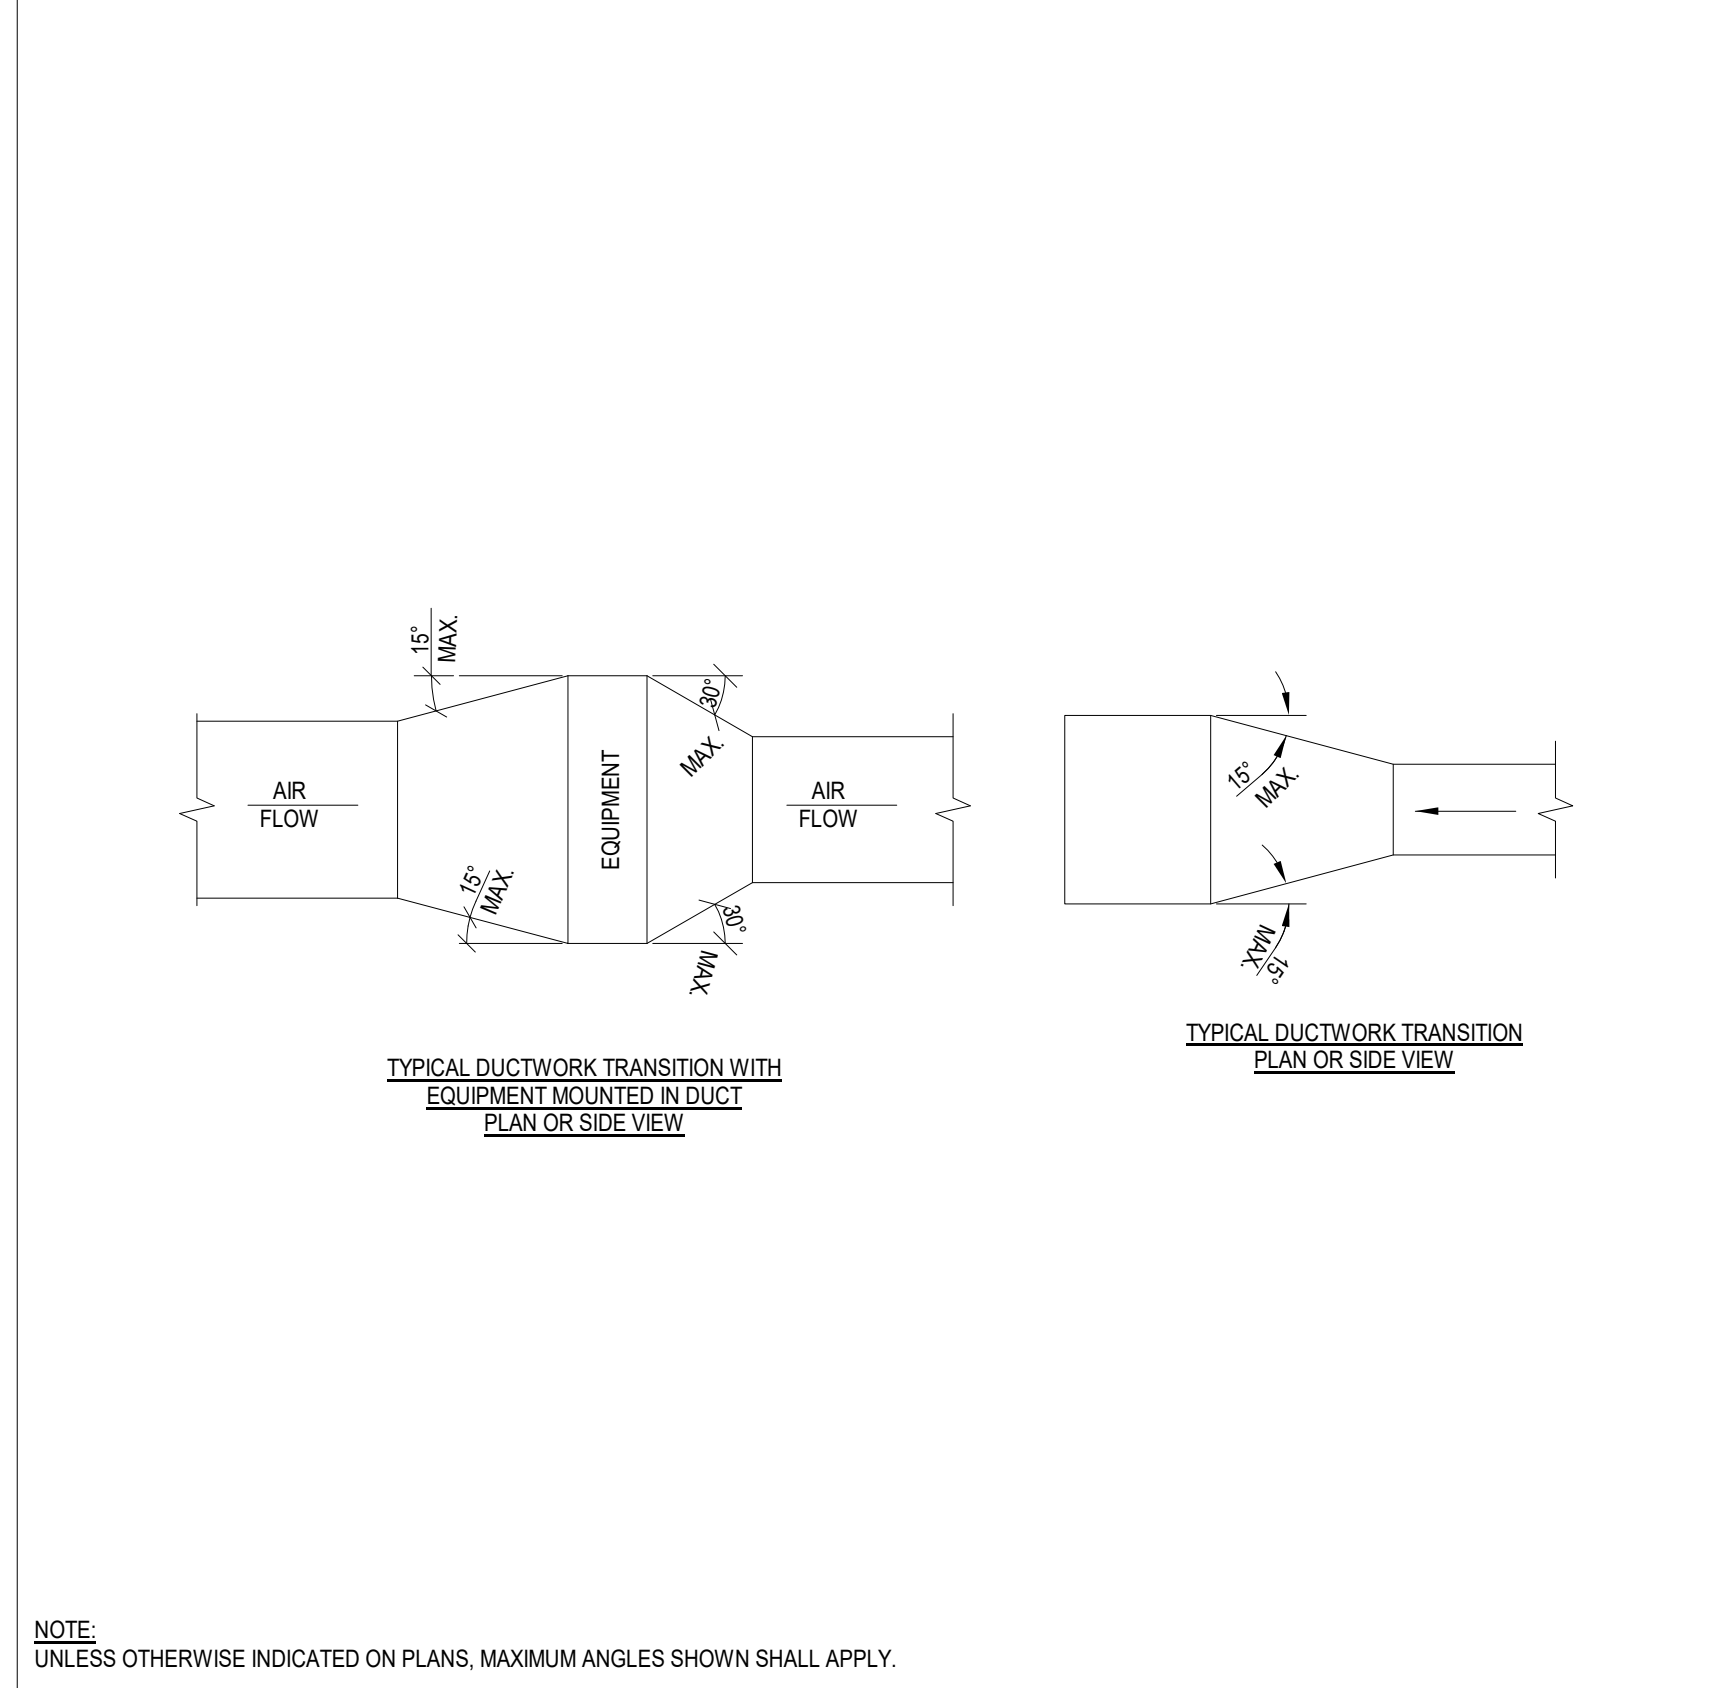 15°
MAX.
30°
MAX.
AIR
FLOW
EQUIPMENT
AIR
FLOW
15°
MAX.
30°
MAX.
TYPICAL DUCTWORK TRANSITION WITH
EQUIPMENT MOUNTED IN DUCT
PLAN OR SIDE VIEW
15°
MAX.
MAX.
15°
TYPICAL DUCTWORK TRANSITION
PLAN OR SIDE VIEW
NOTE:
UNLESS OTHERWISE INDICATED ON PLANS, MAXIMUM ANGLES SHOWN SHALL APPLY.